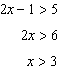 2x − 1 > 5
2x > 6
x > 3